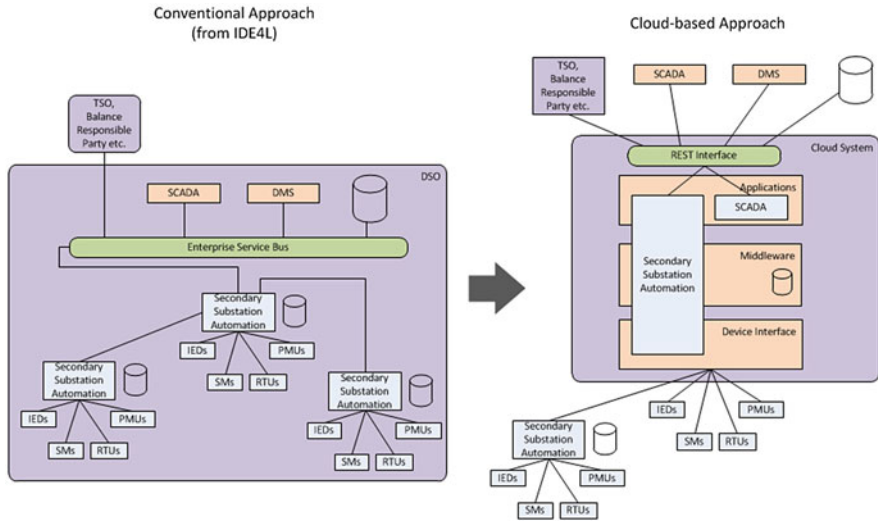 Conventional Approach
(from IDE4L)
TSO,
Balance
Responsible
Party etc.
DSO
SCADA
DMS
Enterprise Service Bus
Secondary
Substation
Automation
IEDs
PMUs
SMs
RTUs
Secondary
Substation
Automation
IEDs
PMUs
SMs
RTUs
Secondary
Substation
Automation
IEDs
PMUs
SMs
RTUs
Cloud-based Approach
TSO,
Balance
Responsible
Party etc.
SCADA
DMS
REST Interface
Cloud System
Applications
SCADA
Secondary
Substation
Automation
Middleware
Device Interface
IEDs
PMUs
SMs
RTUs
Secondary
Substation
Automation
IEDs
PMUs
SMs
RTUs